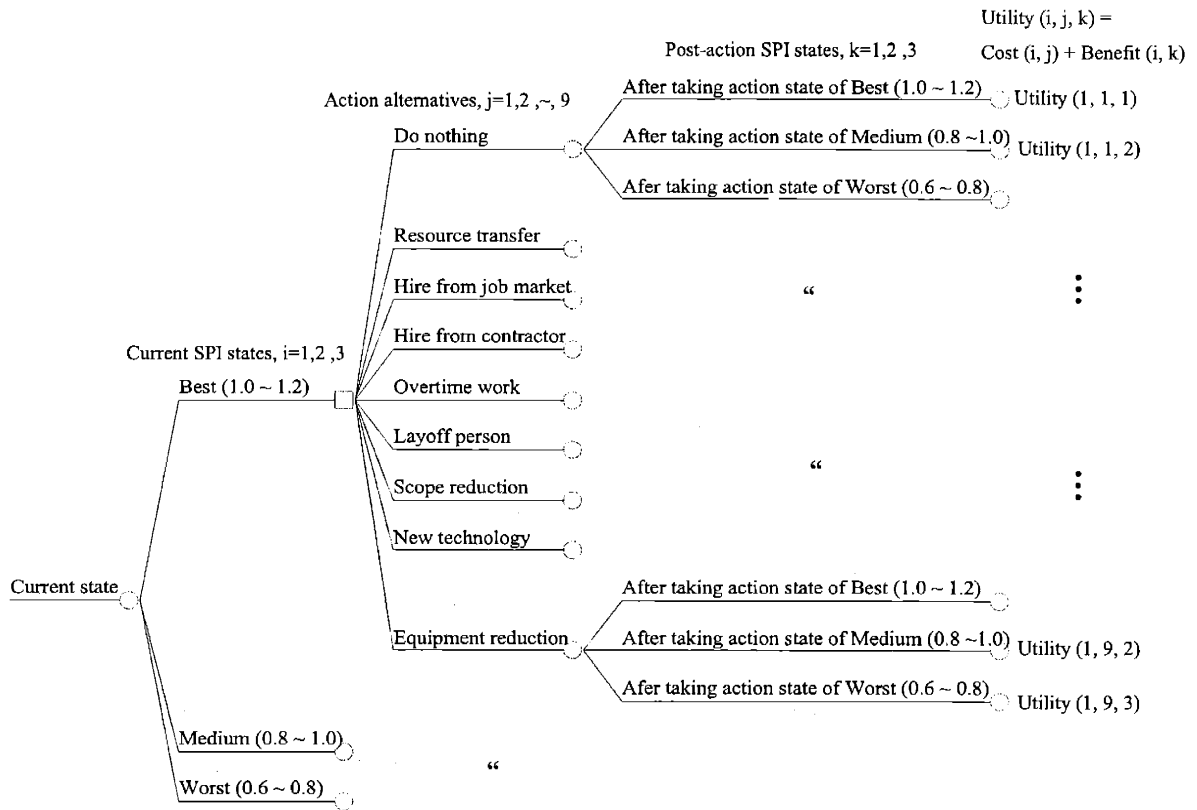 Utility (i, j, k) =
Cost (i, j) + Benefit (i, k)
Post-action SPI states, k=1,2 ,3
Action alternatives, j=1,2 ,~, 9
After taking action state of Best (1.0 ~ 1.2)
Utility (1, 1, 1)
Do nothing
After taking action state of Medium (0.8 ~1.0)
Utility (1, 1, 2)
Afer taking action state of Worst (0.6 ~ 0.8)
Resource transfer
Hire from job market
“
Hire from contractor
Current SPI states, i=1,2 ,3
Best (1.0 ~ 1.2)
Overtime work
Layoff person
“
Scope reduction
New technology
Current state
After taking action state of Best (1.0 ~ 1.2)
Equipment reduction
After taking action state of Medium (0.8 ~1.0)
Utility (1, 9, 2)
Afer taking action state of Worst (0.6 ~ 0.8)
Utility (1, 9, 3)
Medium (0.8 ~ 1.0)
“
Worst (0.6 ~ 0.8)